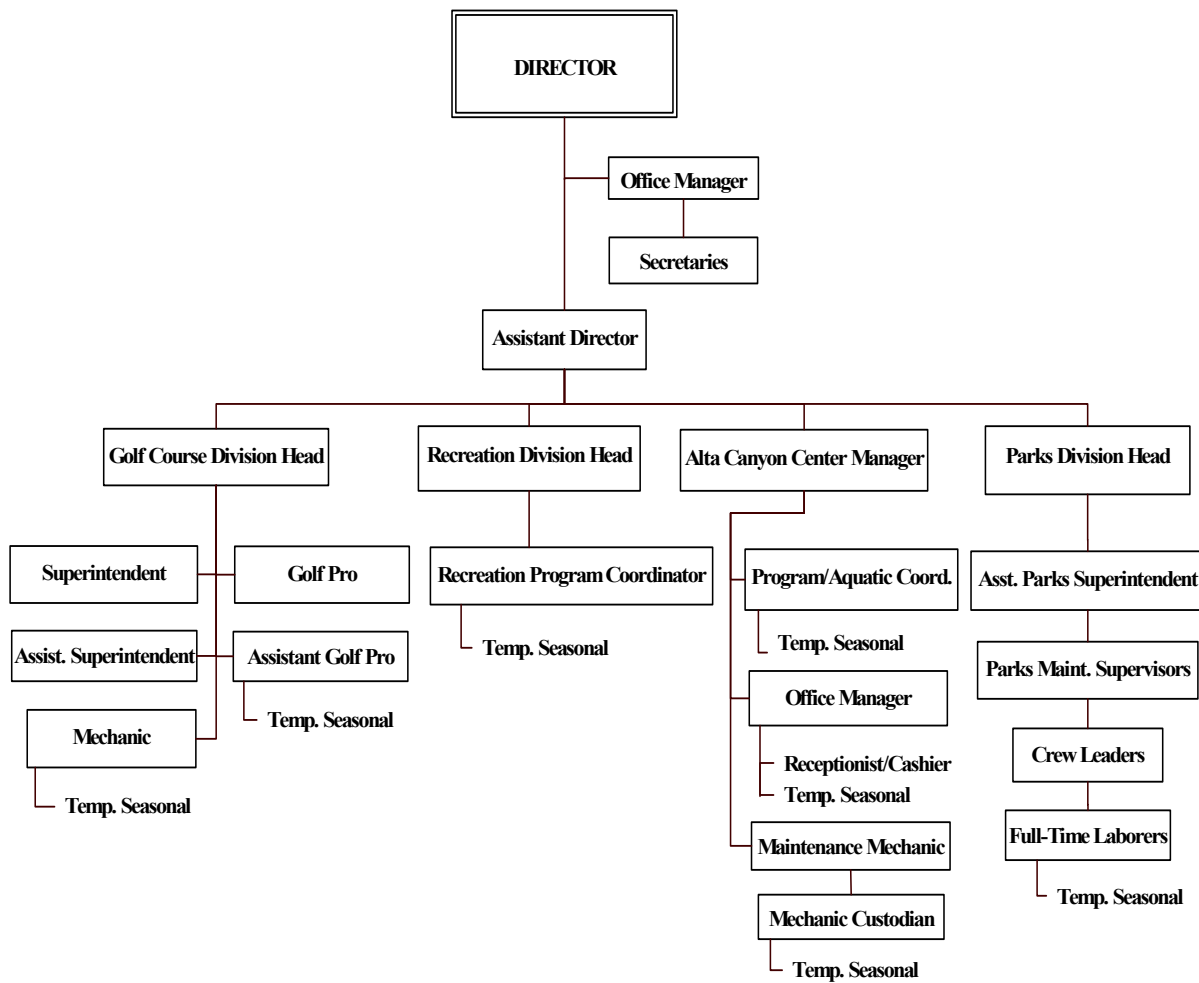 DIRECTOR
Office Manager
Secretaries
Assistant Director
Golf Course Division Head
Recreation Division Head
Alta Canyon Center Manager
Parks Division Head
Superintendent
Golf Pro
Recreation Program Coordinator
Program/Aquatic Coord.
Asst. Parks Superintendent
Temp. Seasonal
Temp. Seasonal
Assist. Superintendent
Assistant Golf Pro
Parks Maint. Supervisors
Office Manager
Temp. Seasonal
Mechanic
Crew Leaders
Receptionist/Cashier
Temp. Seasonal
Temp. Seasonal
Maintenance Mechanic
Full-Time Laborers
Temp. Seasonal
Mechanic Custodian
Temp. Seasonal